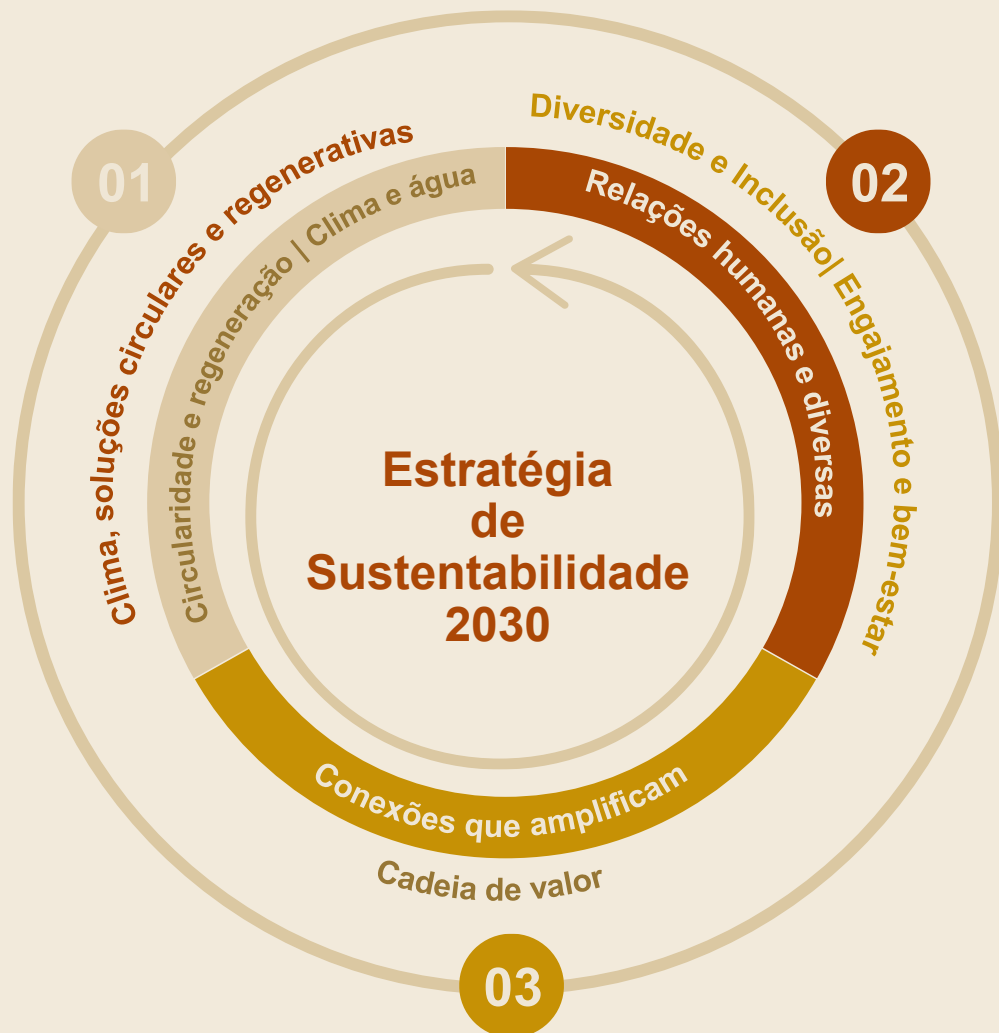 01
Clima, soluções circulares e regenerativas
Circularidade e regeneração | Clima e água
02
Diversidade e Inclusão| Engajamento e bem-estar
Relações humanas e diversas
Estratégia
de
Sustentabilidade
2030
Conexões que amplificam
Cadeia de valor
03